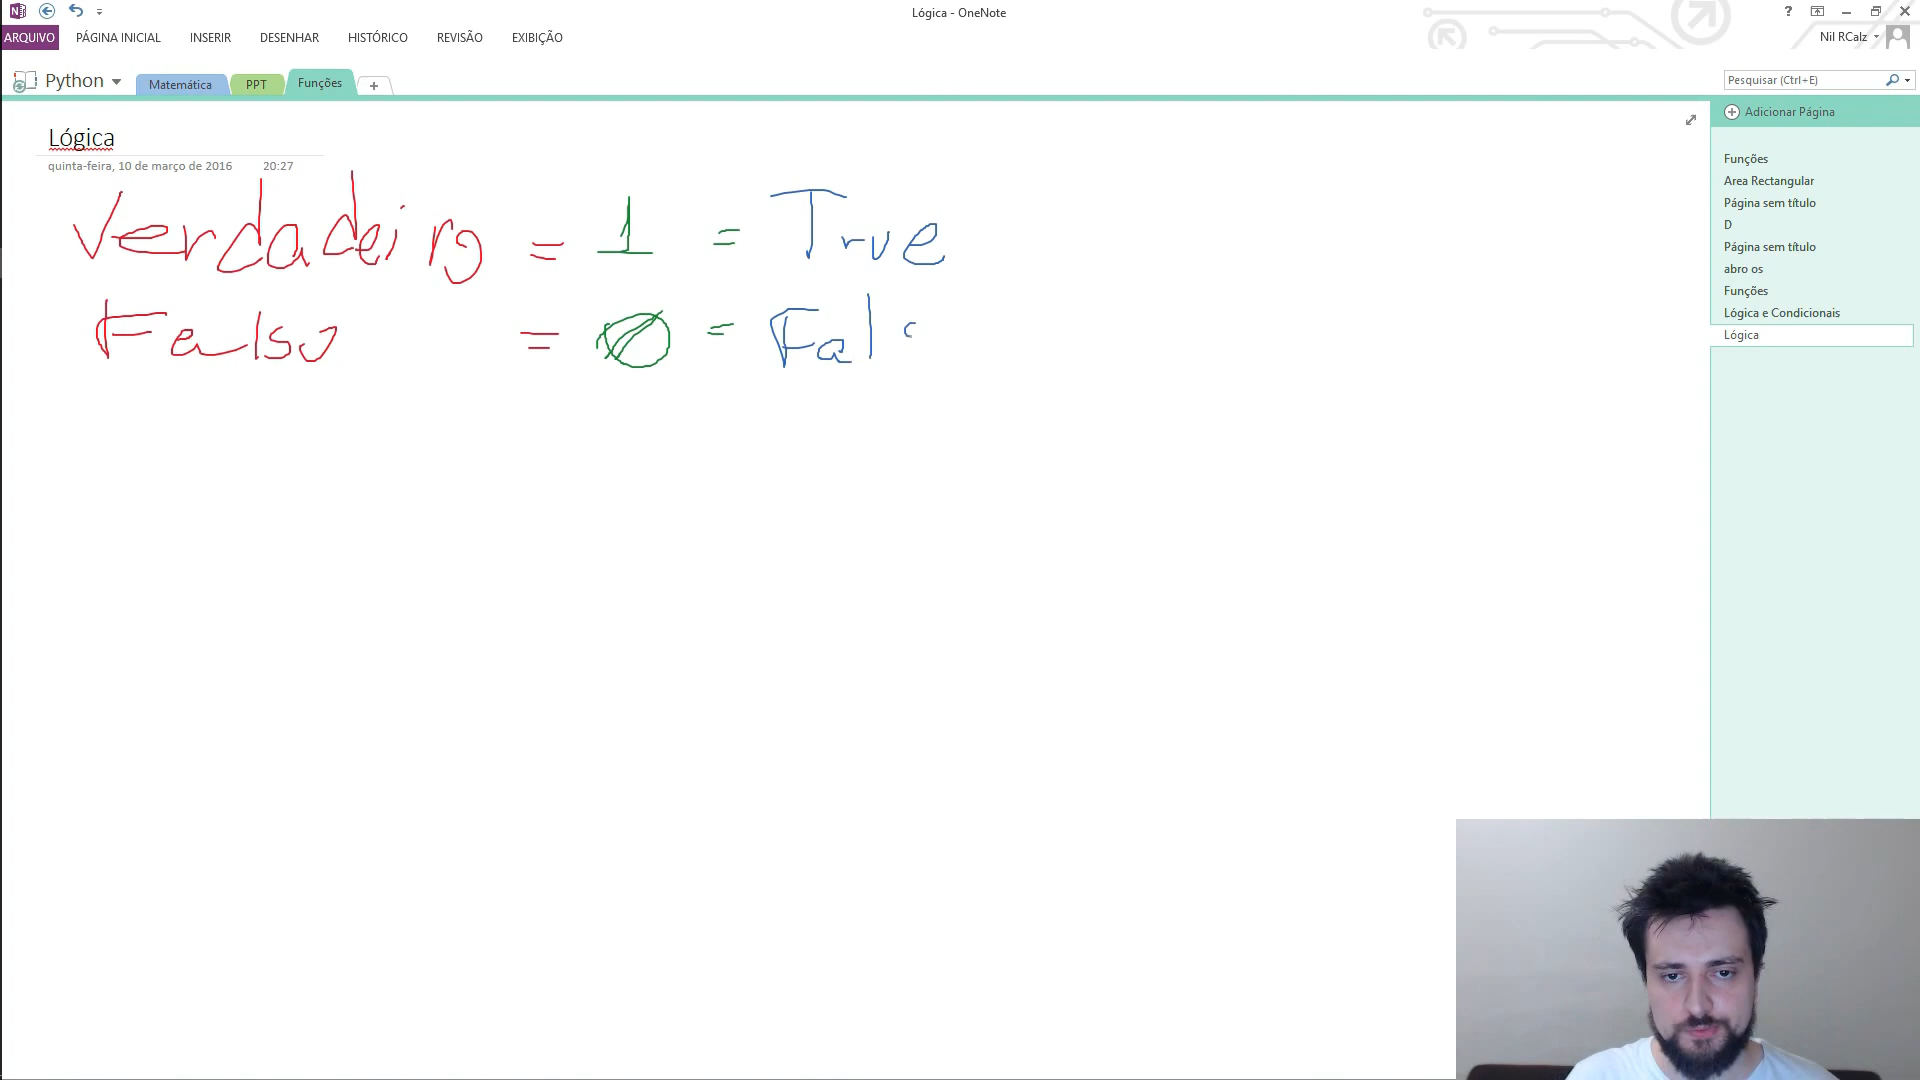 Lógica - OneNote
?
ARQUIVO PÁGINA INICIAL INSERIR DESENHAR HISTÓRICO REVISÃO EXIBIÇÃO
Nil RCalz
Python Matemática PPT Funções +
Pesquisar (Ctrl+E)
Adicionar Página
Lógica
quinta-feira, 10 de março de 2016 20:27
Verdadeiro = 1 = True
Falso = 0 = Fals
Funções
Area Rectangular
Página sem título
D
Página sem título
abro os
Funções
Lógica e Condicionais
Lógica